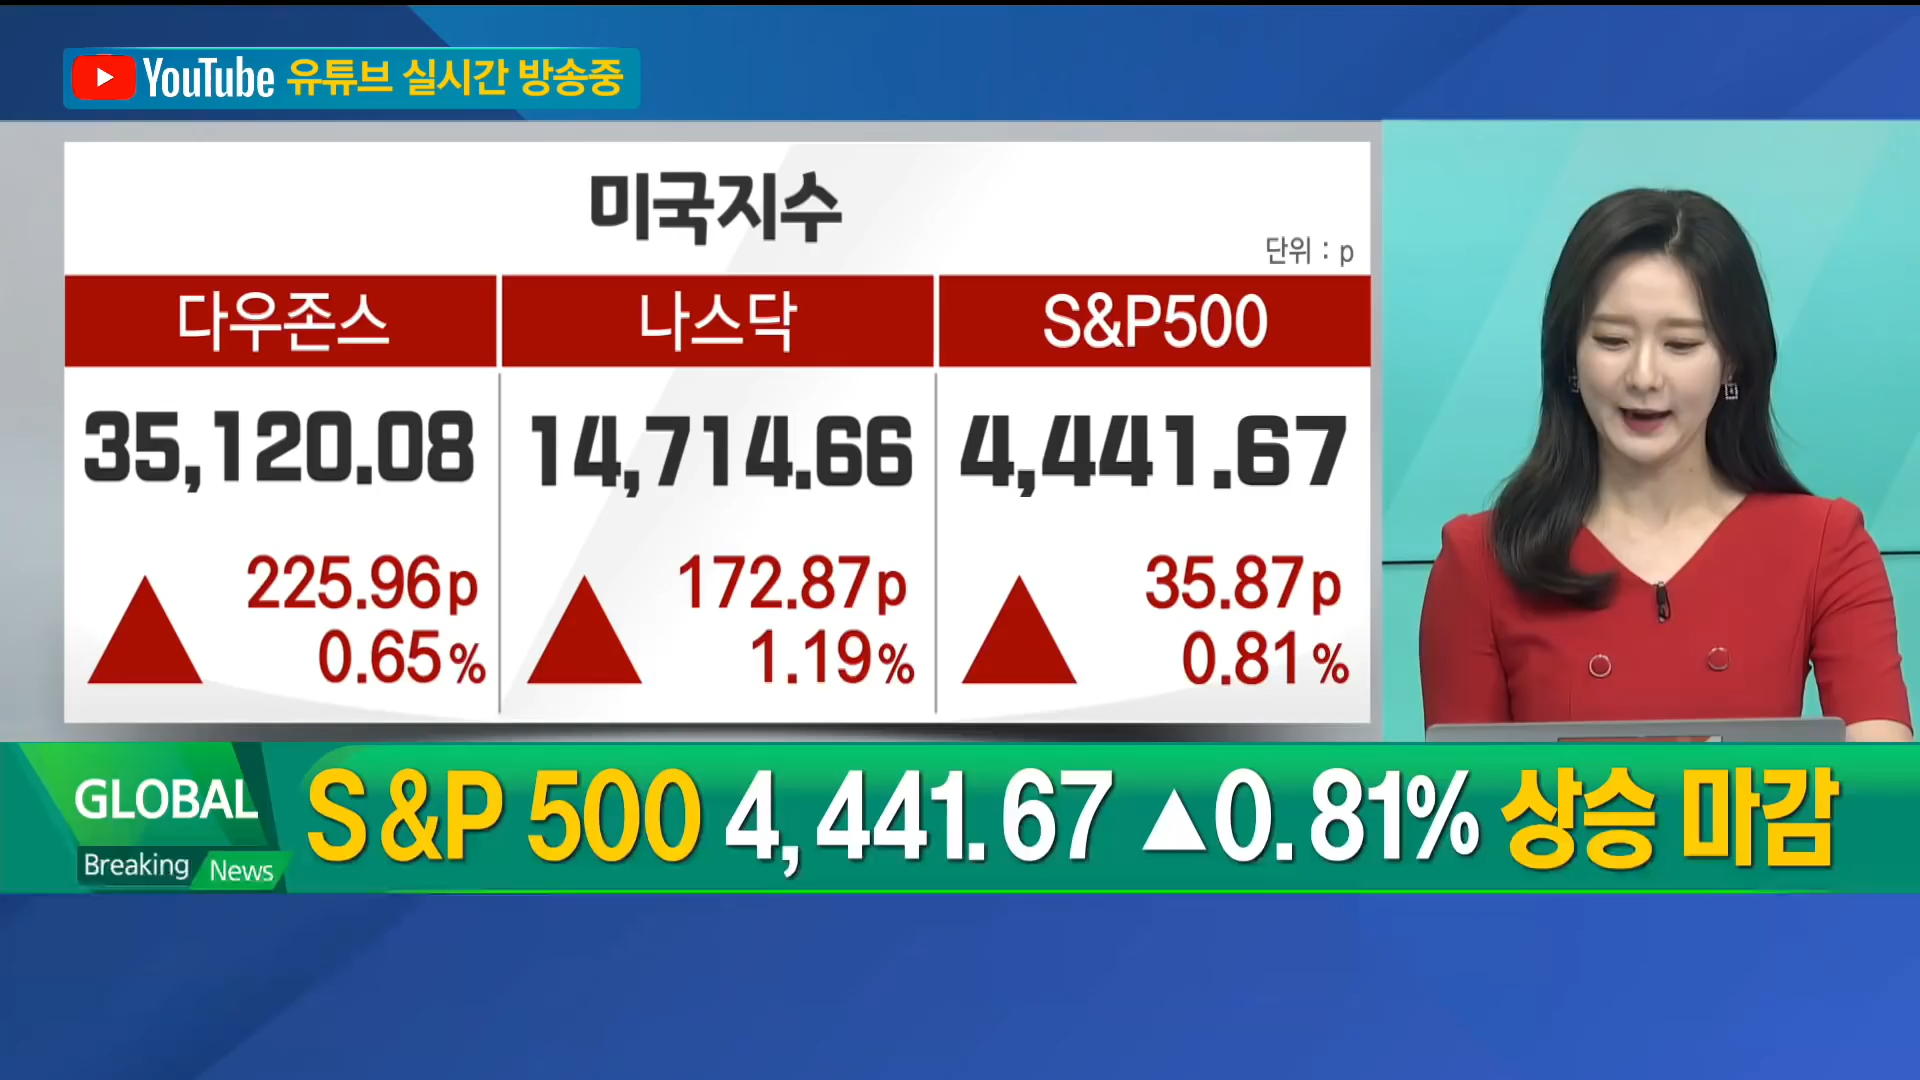 YouTube 유튜브 실시간 방송중
미국지수
단위 : p
다우존스 나스닥 S&P500
35,120.08 14,714.66 4,441.67
▲ 225.96p ▲ 172.87p ▲ 35.87p
0.65% 1.19% 0.81%
GLOBAL
Breaking News
S&P 500 4,441.67 ▲0.81% 상승 마감